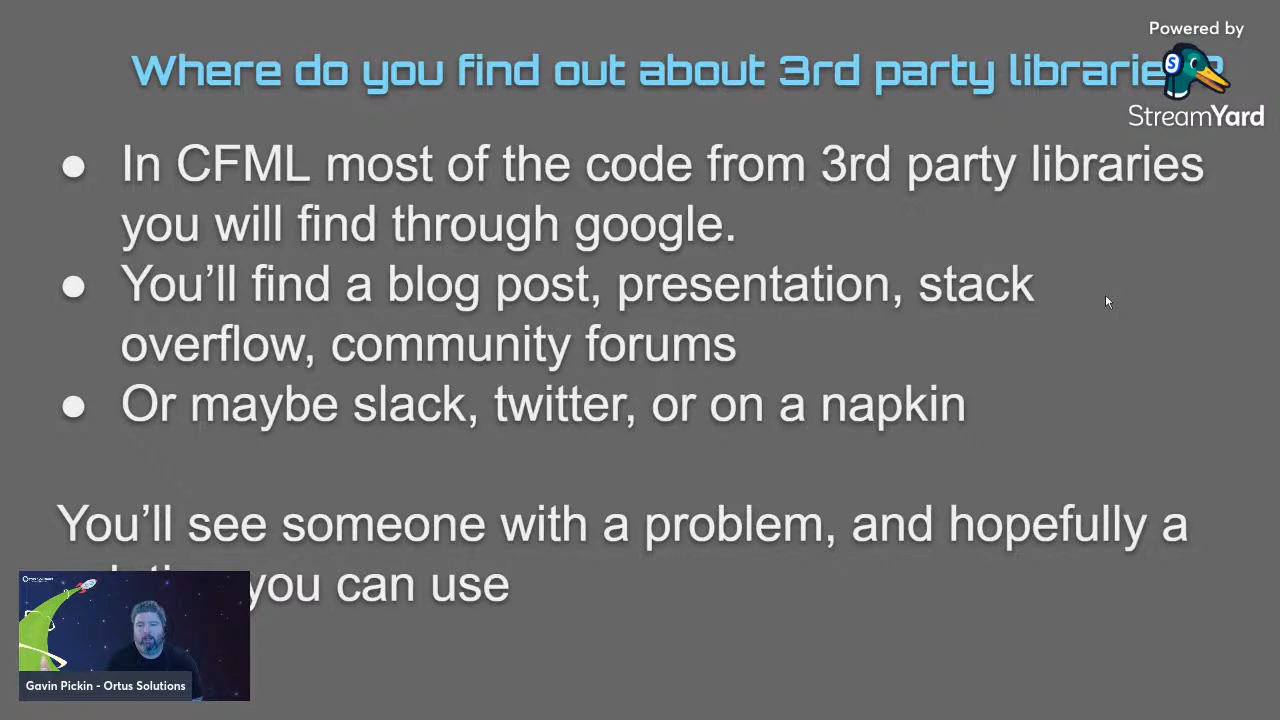 Powered by
Where do you find out about 3rd party librarie
StreamYard
● In CFML most of the code from 3rd party libraries
you will find through google.
● You’ll find a blog post, presentation, stack
overflow, community forums
● Or maybe slack, twitter, or on a napkin
You’ll see someone with a problem, and hopefully a
you can use
Gavin Pickin - Ortus Solutions